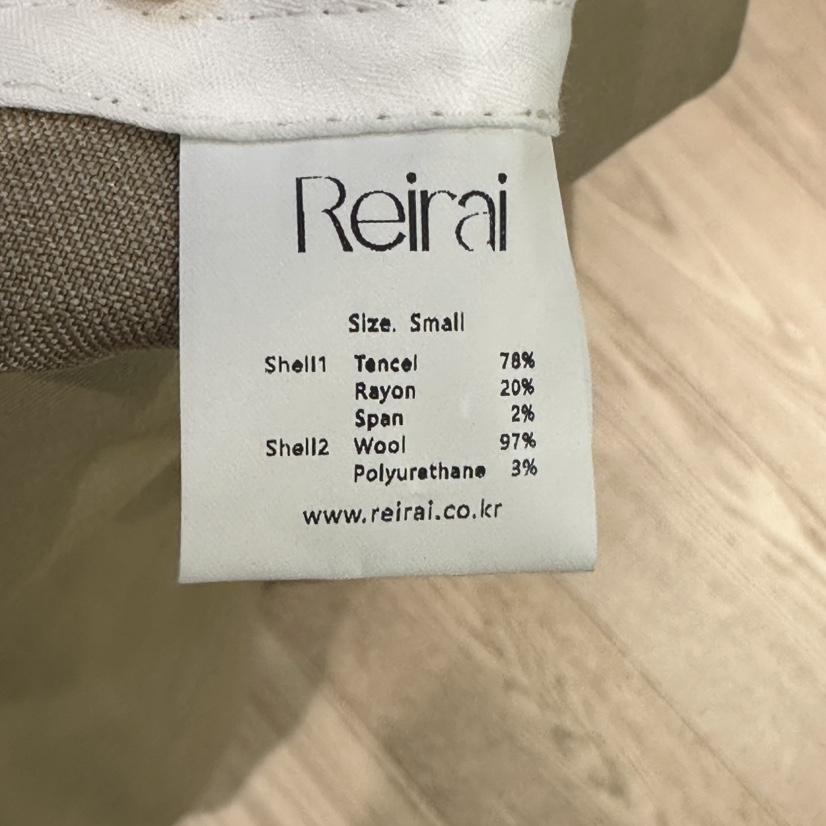 Reirai
Size. Small
Shell1 Tencel 78%
Rayon 20%
Span 2%
Shell2 Wool 97%
Polyurethane 3%
www.reirai.co.kr